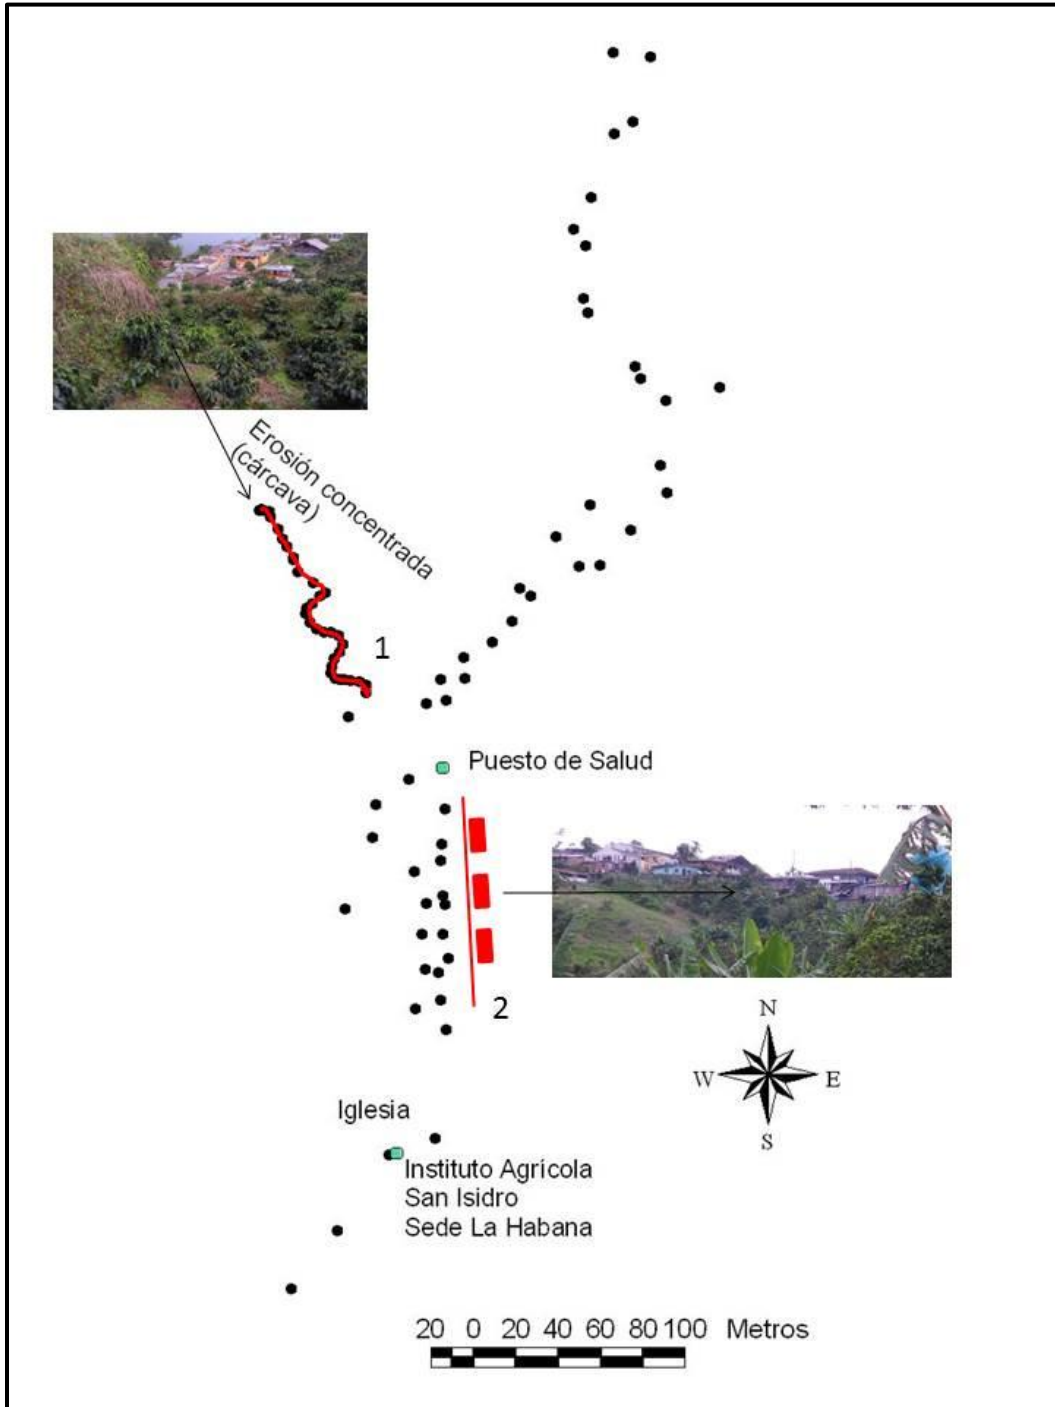 Erosión concentrada
(cárcava)
1
Puesto de Salud
2
N
W E
S
Iglesia
Instituto Agrícola
San Isidro
Sede La Habana
20 0 20 40 60 80 100 Metros